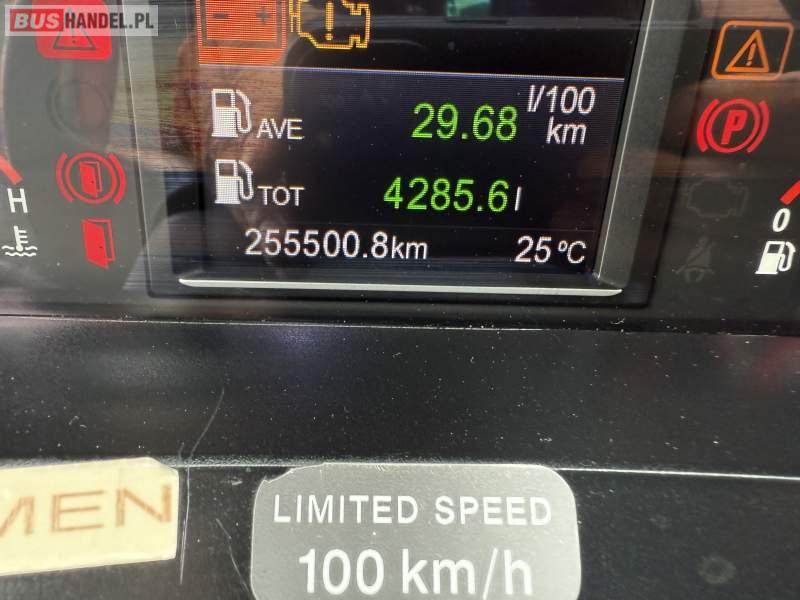 BUSHANDEL.PL
AVE 29.68 l/100 km
TOT 4285.6 l
255500.8km 25 ºC
H
P
0
MEN
LIMITED SPEED
100 km/h